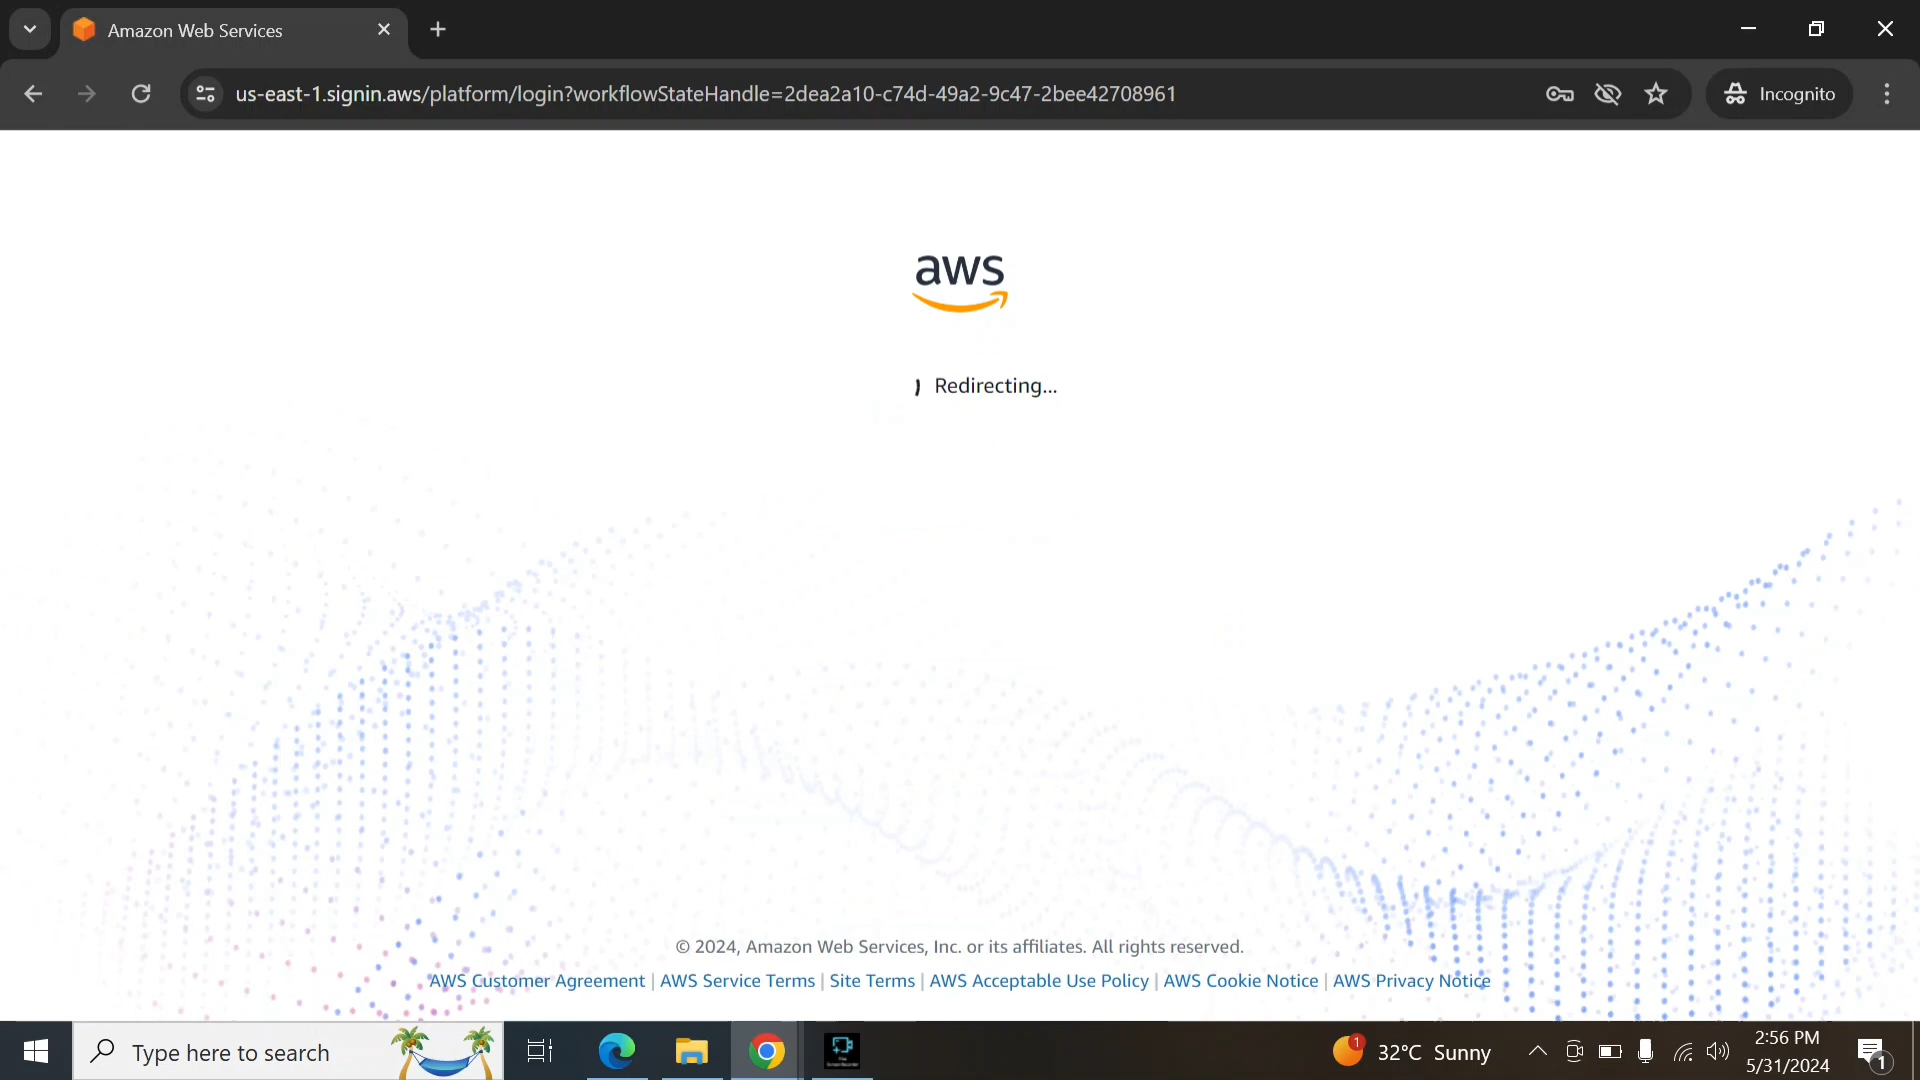 Amazon Web Services
us-east-1.signin.aws/platform/login?workflowStateHandle=2dea2a10-c74d-49a2-9c47-2bee42708961
Incognito
aws
Redirecting...
© 2024, Amazon Web Services, Inc. or its affiliates. All rights reserved.
AWS Customer Agreement | AWS Service Terms | Site Terms | AWS Acceptable Use Policy | AWS Cookie Notice | AWS Privacy Notice
Type here to search
1
32°C Sunny
2:56 PM
5/31/2024
1